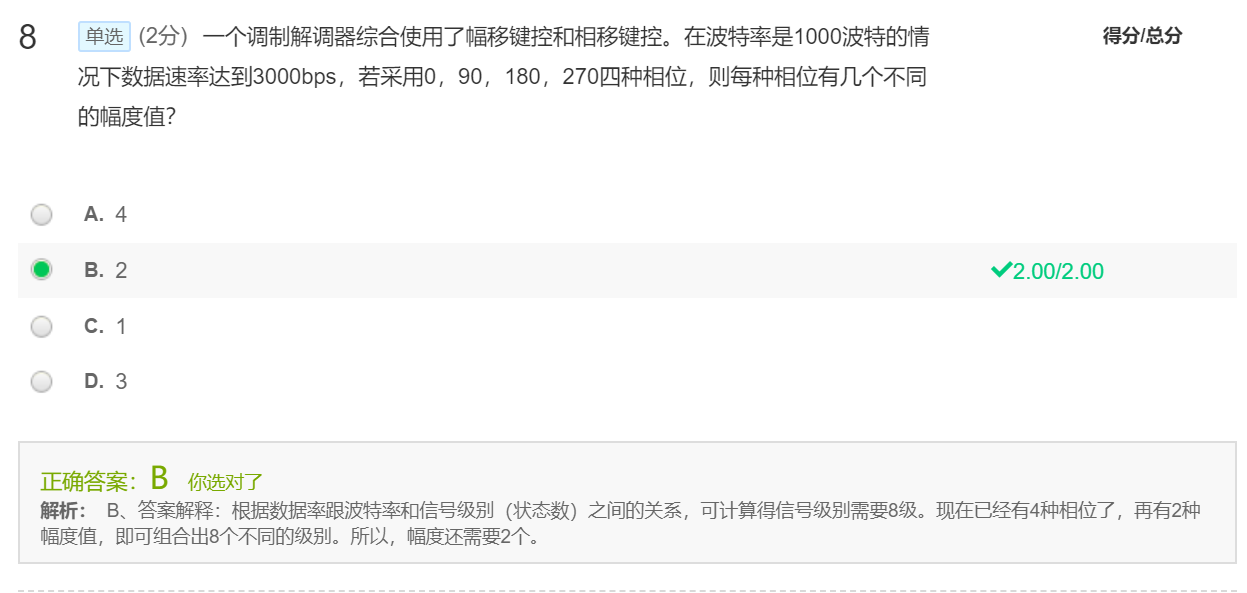 8 单选 (2分) 一个调制解调器综合使用了幅移键控和相移键控。在波特率是1000波特的情 得分/总分
况下数据速率达到3000bps，若采用0，90，180，270四种相位，则每种相位有几个不同
的幅度值？
A. 4
B. 2 2.00/2.00
C. 1
D. 3
正确答案：B 你选对了
解析： B、答案解释：根据数据率跟波特率和信号级别（状态数）之间的关系，可计算得信号级别需要8级。现在已经有4种相位了，再有2种
幅度值，即可组合出8个不同的级别。所以，幅度还需要2个。